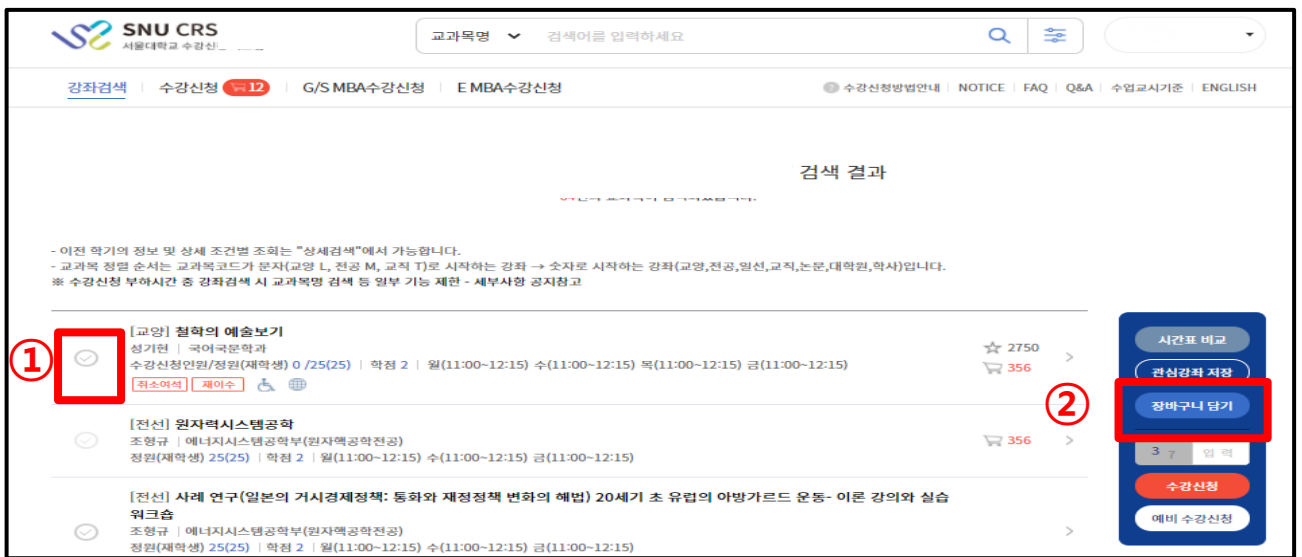 SNU CRS
서울대학교 수강신
교과목명 검색어를 입력하세요
강좌검색 수강신청 12 G/S MBA수강신청 E MBA수강신청 수강신청방법안내 NOTICE FAQ Q&A 수업교시기준 ENGLISH
검색 결과
- 이전 학기의 정보 및 상세 조건별 조회는 "상세검색"에서 가능합니다.
- 교과목 정렬 순서는 교과목코드가 문자(교양 L, 전공 M, 교직 T)로 시작하는 강좌 → 숫자로 시작하는 강좌(교양,전공,일선,교직,논문,대학원,학사)입니다.
※ 수강신청 부하시간 중 강좌검색 시 교과목명 검색 등 일부 기능 제한 - 세부사항 공지참고
①
[교양] 철학의 예술보기
성기현 | 국어국문학과
수강신청인원/정원(재학생) 0 /25(25) | 학점 2 | 월(11:00~12:15) 수(11:00~12:15) 목(11:00~12:15) 금(11:00~12:15)
취소여석 재이수
2750
356
[전선] 원자력시스템공학
조형규 | 에너지시스템공학부(원자핵공학전공)
정원(재학생) 25(25) | 학점 2 | 월(11:00~12:15) 수(11:00~12:15) 금(11:00~12:15)
356
[전선] 사례 연구(일본의 거시경제정책: 통화와 재정정책 변화의 해법) 20세기 초 유럽의 아방가르드 운동- 이론 강의와 실습
워크숍
조형규 | 에너지시스템공학부(원자핵공학전공)
정원(재학생) 25(25) | 학점 2 | 월(11:00~12:15) 수(11:00~12:15) 금(11:00~12:15)
시간표 비교
관심강좌 저장
②
장바구니 담기
3 7 입력
수강신청
예비 수강신청